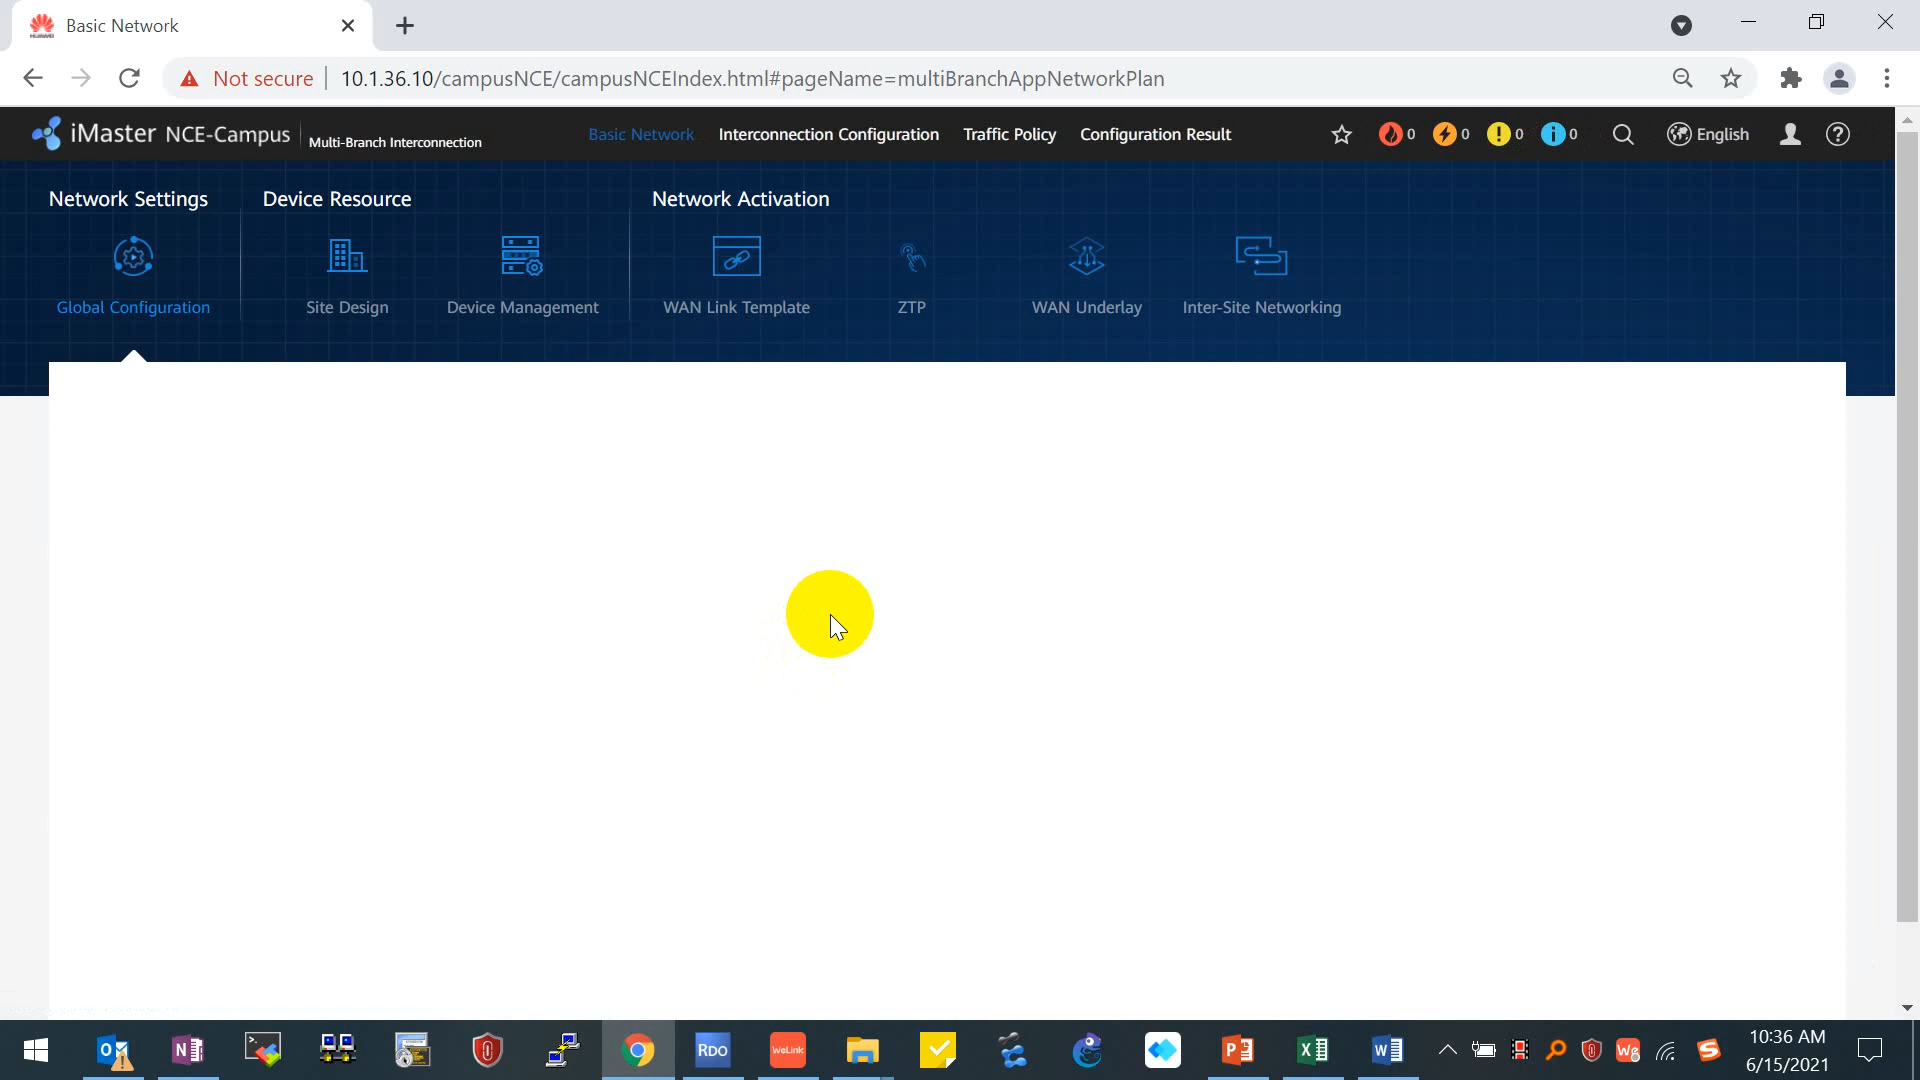 Basic Network
Not secure
10.1.36.10/campusNCE/campusNCEIndex.html#pageName=multiBranchAppNetworkPlan
iMaster NCE-Campus
Multi-Branch Interconnection
Basic Network
Interconnection Configuration
Traffic Policy
Configuration Result
0
0
0
0
English
Network Settings
Device Resource
Network Activation
Global Configuration
Site Design
Device Management
WAN Link Template
ZTP
WAN Underlay
Inter-Site Networking
RDO
WeLink
10:36 AM
6/15/2021